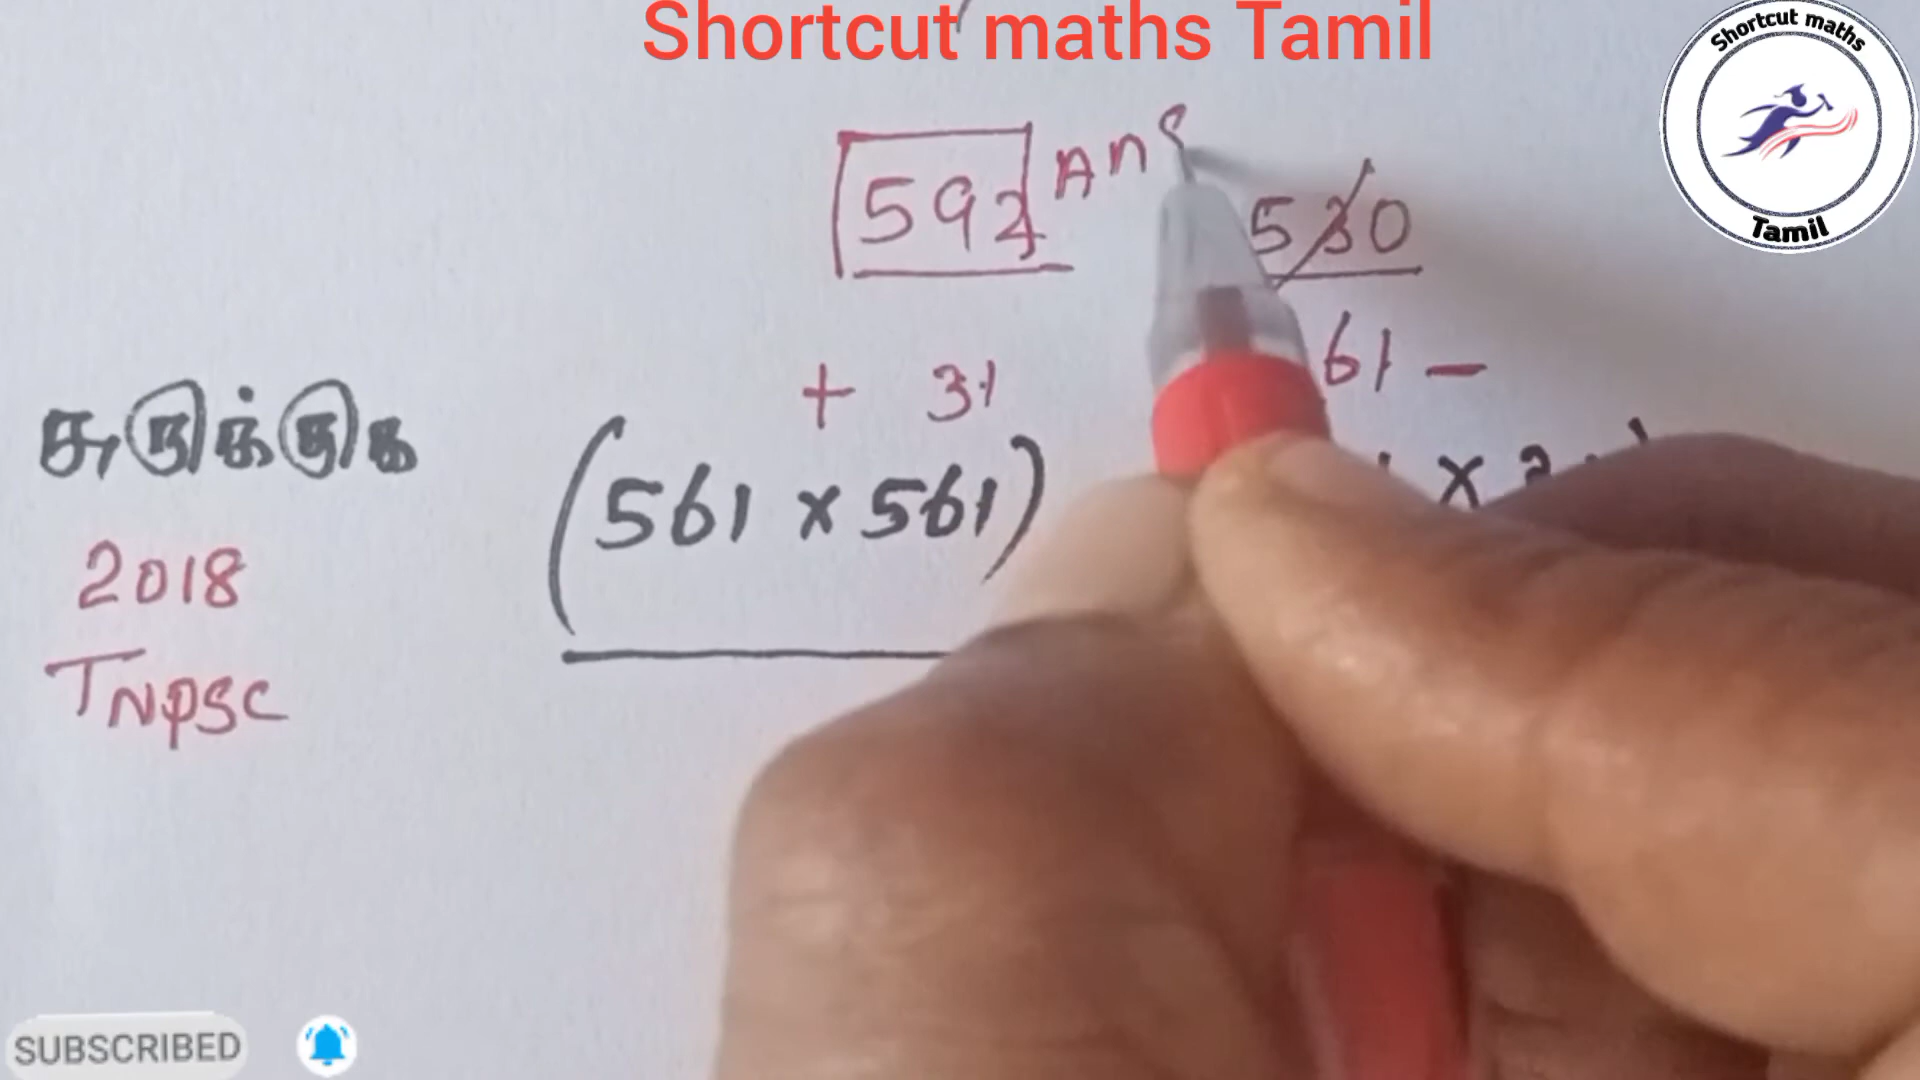 Shortcut maths Tamil
Shortcut maths
Tamil
592 Ans
530
+ 31
61 -
சுருக்குக
(561 x 561)
x
2018
TNPSC
SUBSCRIBED